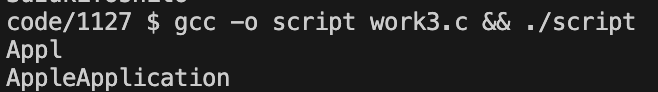 code/1127 $ gcc -o script work3.c && ./script
Appl
AppleApplication